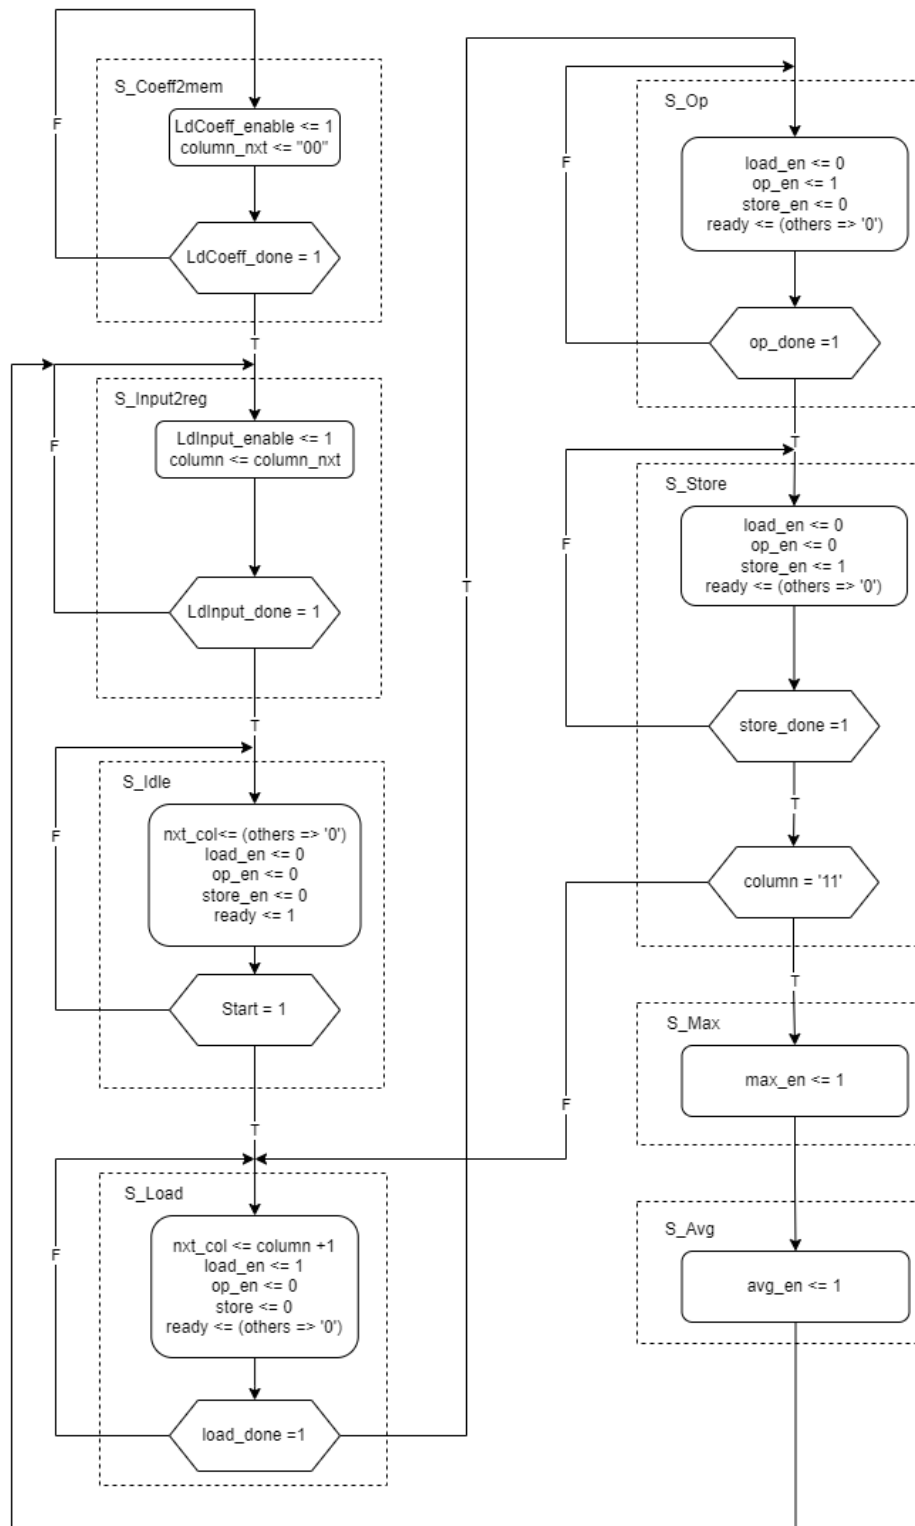 S_Coeff2mem
F
LdCoeff_enable <= 1
column_nxt <= "00"
LdCoeff_done = 1
T
S_Input2reg
F
LdInput_enable <= 1
column <= column_nxt
LdInput_done = 1
T
S_Idle
F
nxt_col<= (others => '0')
load_en <= 0
op_en <= 0
store_en <= 0
ready <= 1
Start = 1
T
S_Load
F
nxt_col <= column +1
load_en <= 1
op_en <= 0
store <= 0
ready <= (others => '0')
load_done =1
T
S_Op
F
load_en <= 0
op_en <= 1
store_en <= 0
ready <= (others => '0')
op_done =1
T
S_Store
F
load_en <= 0
op_en <= 0
store_en <= 1
ready <= (others => '0')
store_done =1
T
column = '11'
F
T
S_Max
max_en <= 1
S_Avg
avg_en <= 1